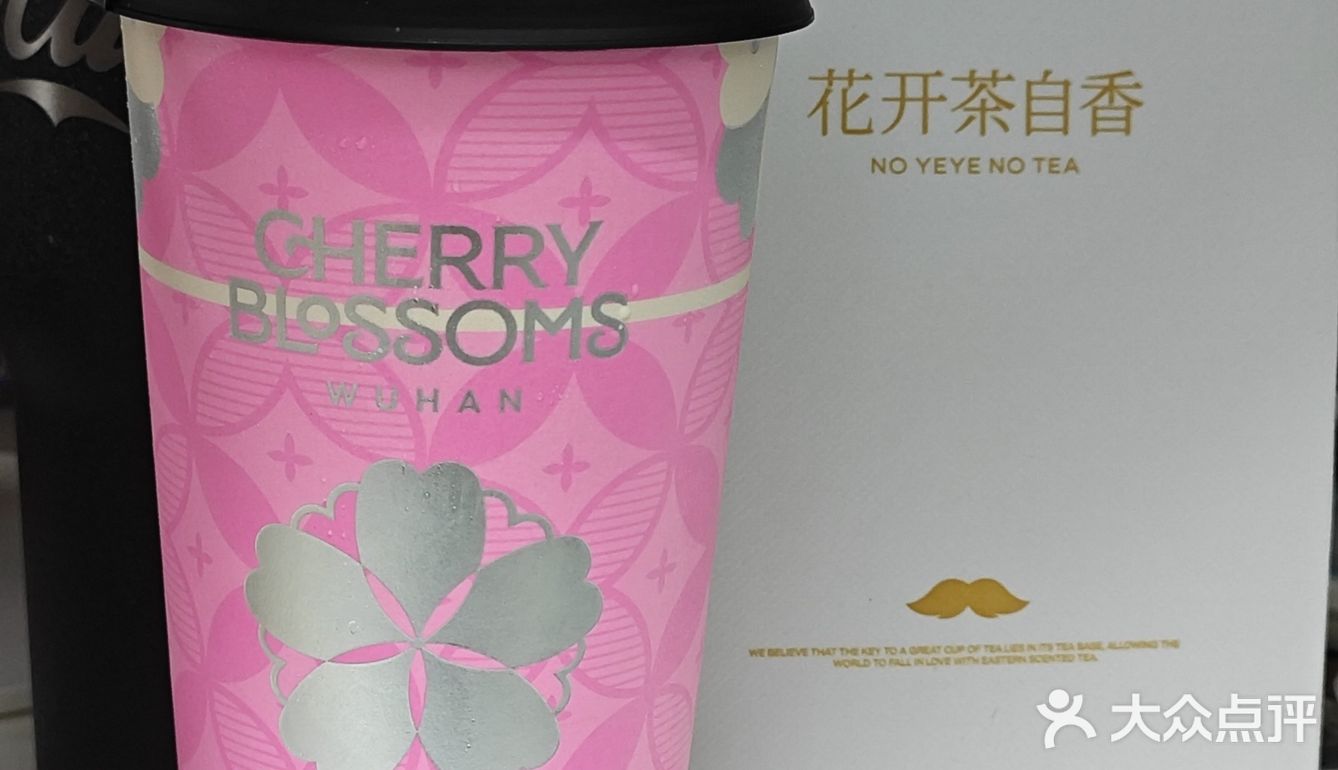 CHERRY
BLOSSOMS
WUHAN
花开茶自香
NO YEYE NO TEA
WE BELIEVE THAT THE KEY TO A GREAT CUP OF TEA LIES IN ITS TEA BASE, ALLOWING THE
WORLD TO FALL IN LOVE WITH EASTERN SCENTED TEA.
大众点评